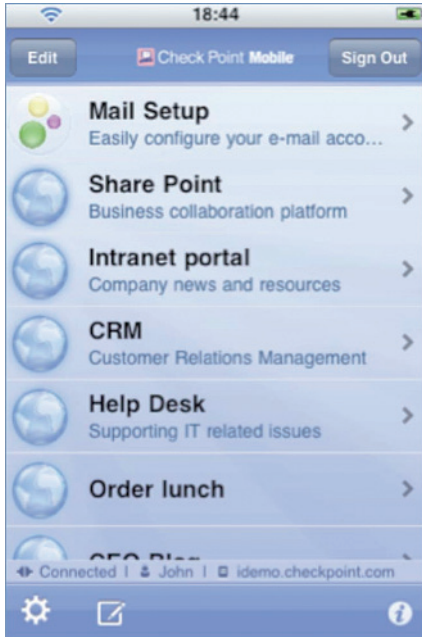 18:44
Edit
Check Point Mobile
Sign Out
Mail Setup
Easily configure your e-mail acco...
Share Point
Business collaboration platform
Intranet portal
Company news and resources
CRM
Customer Relations Management
Help Desk
Supporting IT related issues
Order lunch
CEO Blog
Connected | John | idemo.checkpoint.com